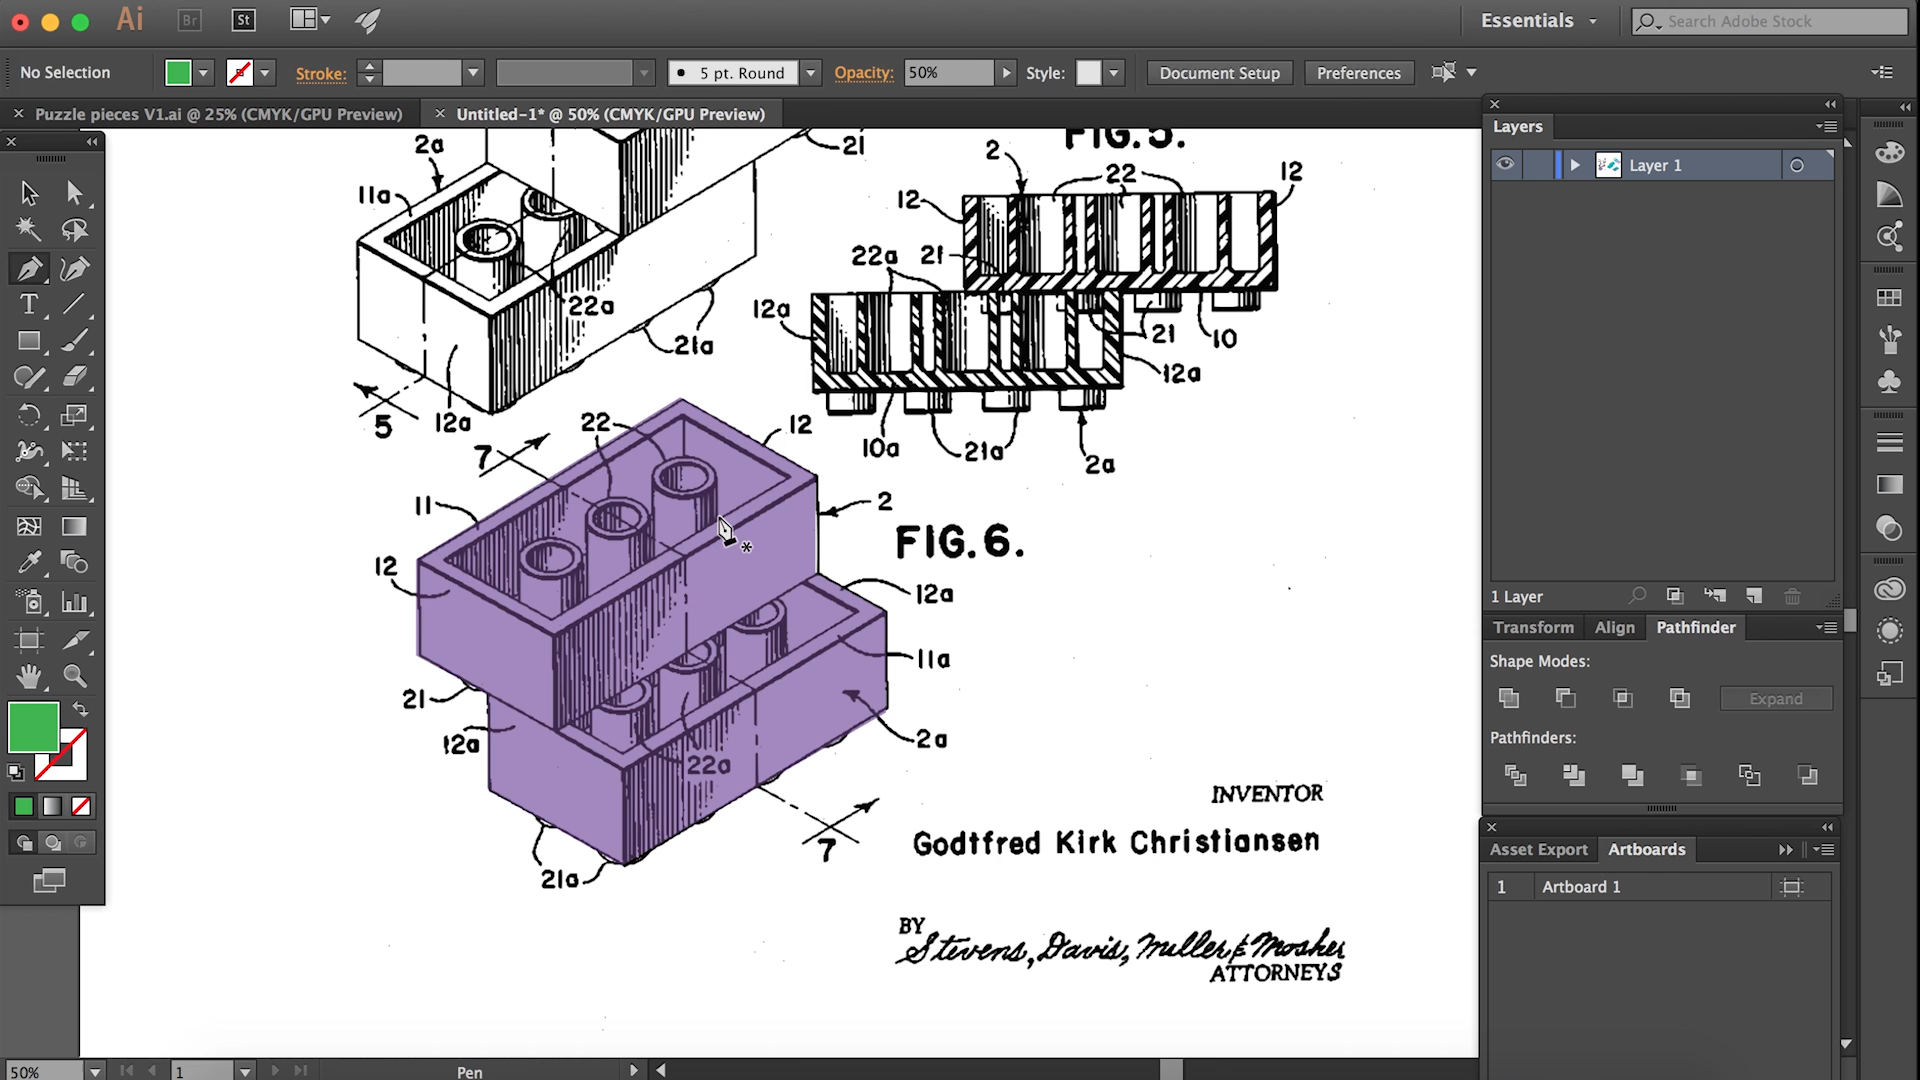 Ai Br St Essentials Search Adobe Stock
No Selection Stroke: 5 pt. Round Opacity: 50% Style: Document Setup Preferences
Puzzle pieces V1.ai @ 25% (CMYK/GPU Preview) Untitled-1* @ 50% (CMYK/GPU Preview)
Layers
Layer 1
1 Layer
Transform Align Pathfinder
Shape Modes:
Expand
Pathfinders:
Asset Export Artboards
1 Artboard 1
2a
11a
22a
21a
12a
5
21
FIG.5.
2
22
12
12
22a
21
12a
21
10
12a
10a
21a
2a
22
12
7
11
2
FIG.6.
12
12a
11a
21
12a
22a
2a
7
21a
INVENTOR
Godtfred Kirk Christiansen
BY
Stevens, Davis, Miller & Mosher
ATTORNEYS
50% 1 Pen